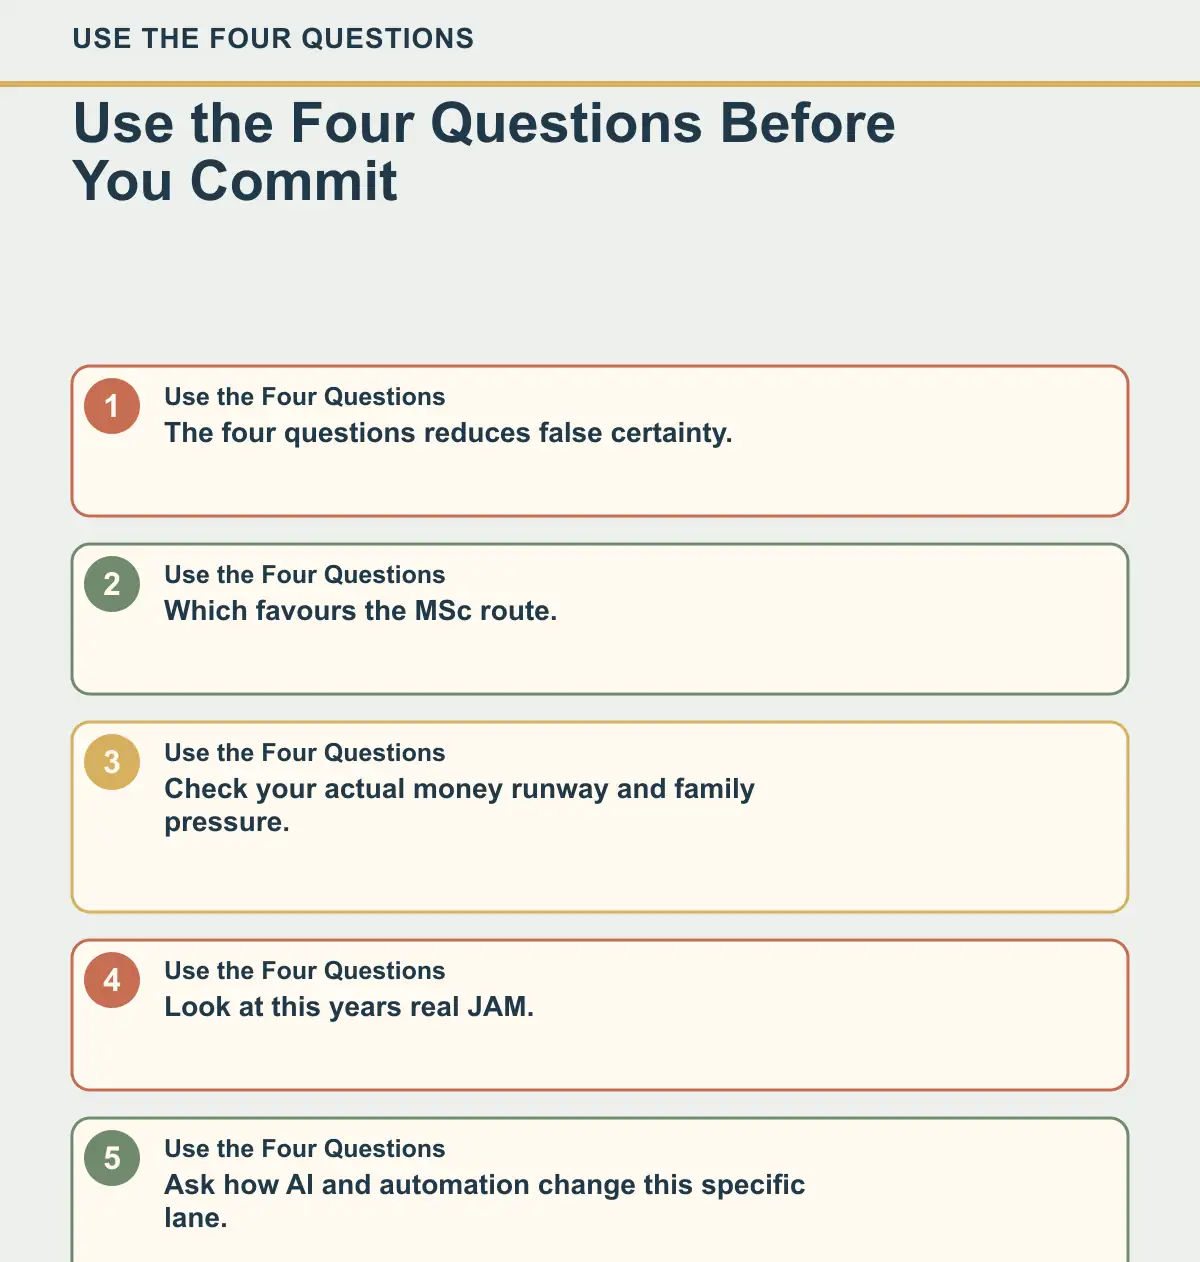 USE THE FOUR QUESTIONS
Use the Four Questions Before
You Commit
1
Use the Four Questions
The four questions reduces false certainty.
2
Use the Four Questions
Which favours the MSc route.
3
Use the Four Questions
Check your actual money runway and family
pressure.
4
Use the Four Questions
Look at this years real JAM.
5
Use the Four Questions
Ask how AI and automation change this specific
lane.